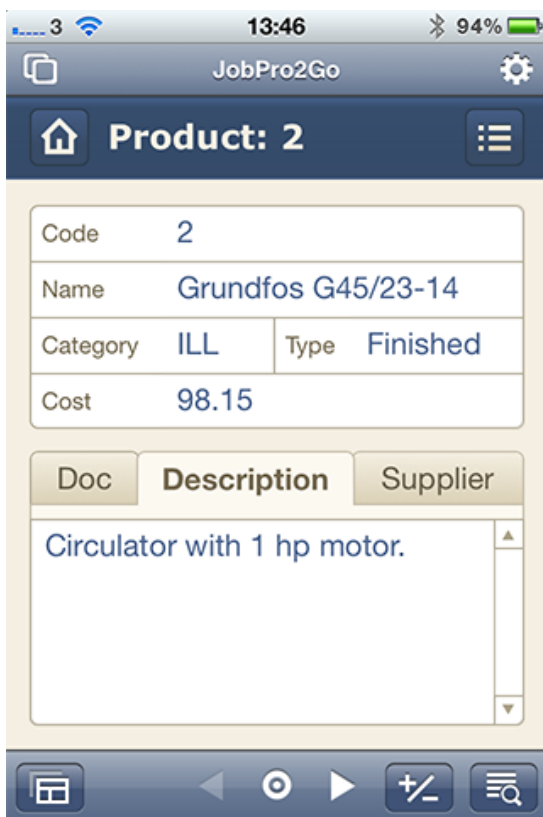 3 13:46 94%
JobPro2Go
Product: 2
Code 2
Name Grundfos G45/23-14
Category ILL Type Finished
Cost 98.15
Doc Description Supplier
Circulator with 1 hp motor.
+/-